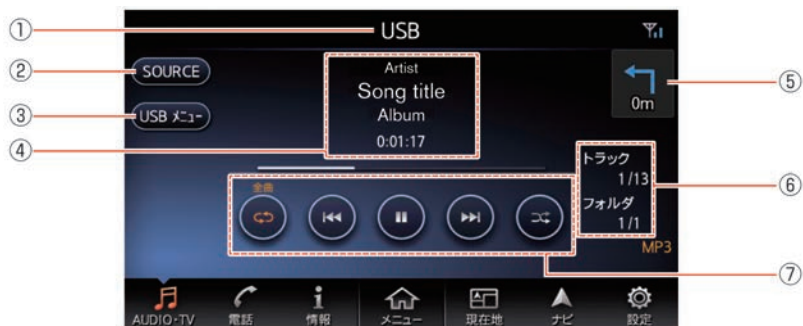 ① USB
② SOURCE
③ USB メニュー
④
Artist
Song title
Album
0:01:17
⑤
0m
⑥
トラック
1/13
フォルダ
1/1
MP3
全曲
⑦
AUDIO・TV 電話 情報 メニュー 現在地 ナビ 設定